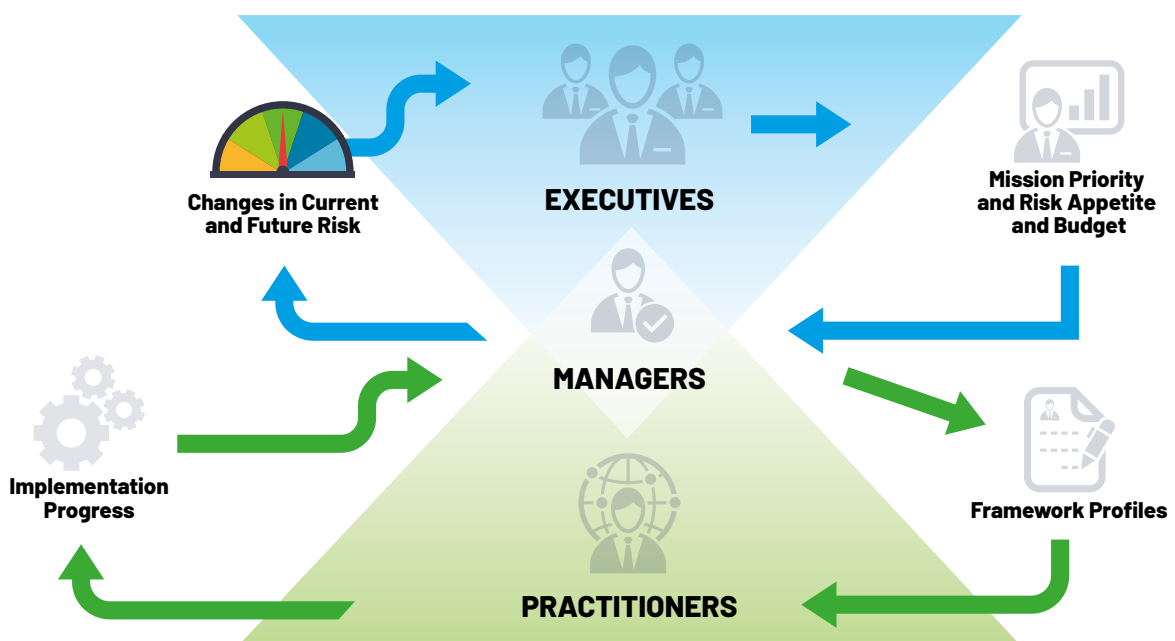 EXECUTIVES
Mission Priority
and Risk Appetite
and Budget
Changes in Current
and Future Risk
MANAGERS
Implementation
Progress
Framework Profiles
PRACTITIONERS